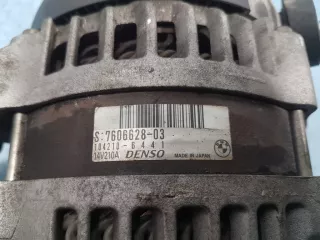 S:7606628-03
104210-6441
14V210A DENSO MADE IN JAPAN